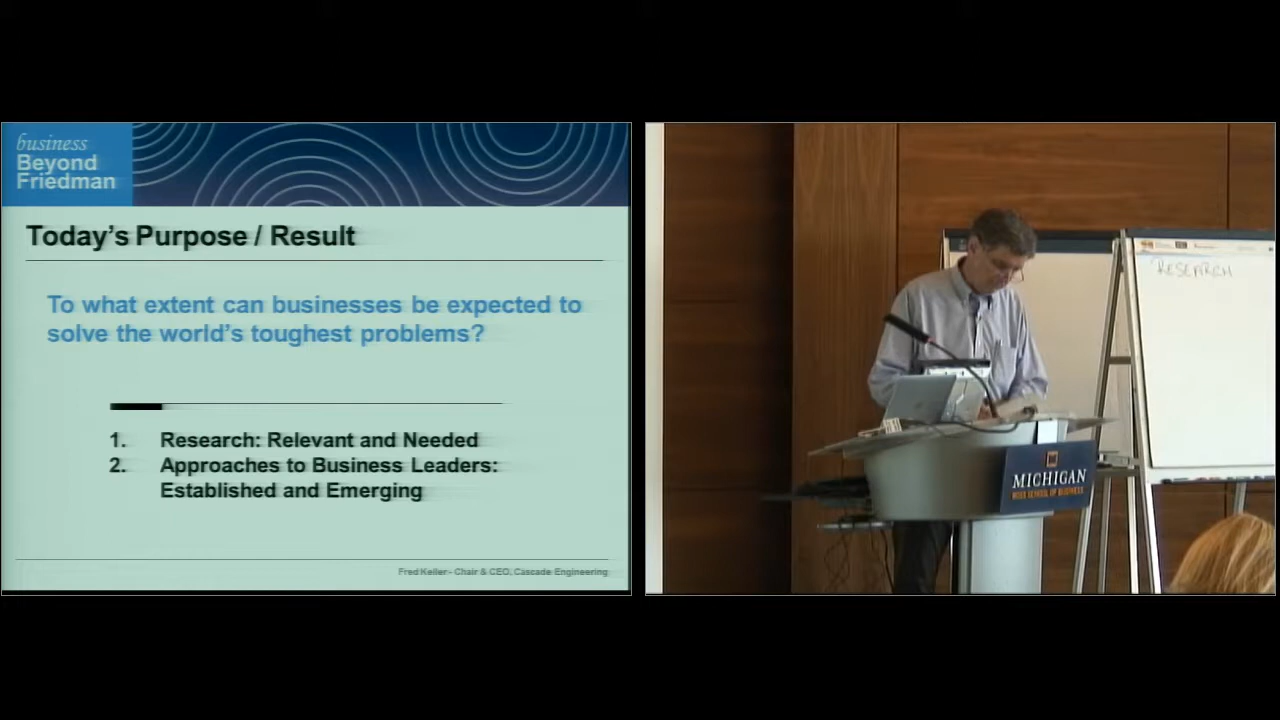 business
Beyond
Friedman
Today's Purpose / Result
To what extent can businesses be expected to
solve the world's toughest problems?
1. Research: Relevant and Needed
2. Approaches to Business Leaders:
Established and Emerging
Fred Keller - Chair & CEO, Cascade Engineering
RESEARCH
MICHIGAN
ROSS SCHOOL OF BUSINESS